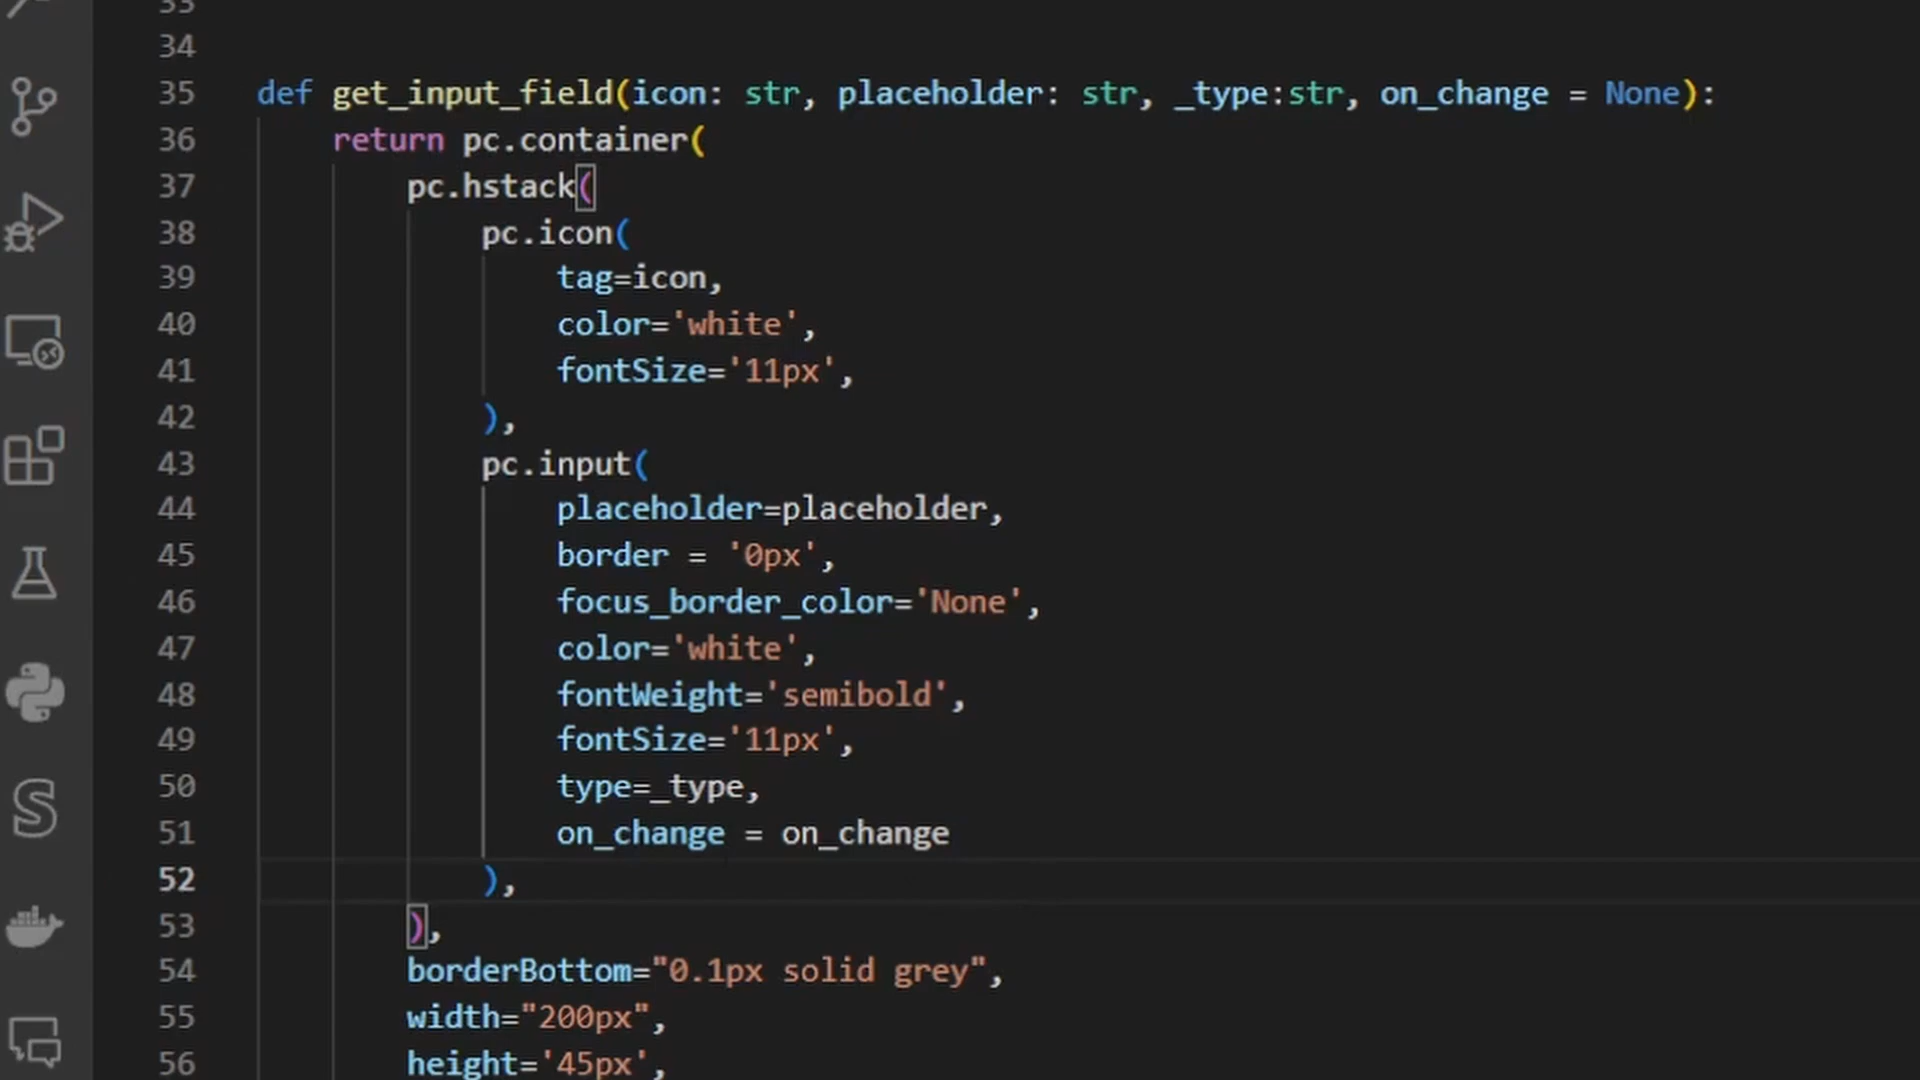 33
34
35 def get_input_field(icon: str, placeholder: str, _type:str, on_change = None):
36     return pc.container(
37         pc.hstack(
38             pc.icon(
39                 tag=icon,
40                 color='white',
41                 fontSize='11px',
42             ),
43             pc.input(
44                 placeholder=placeholder,
45                 border = '0px',
46                 focus_border_color='None',
47                 color='white',
48                 fontWeight='semibold',
49                 fontSize='11px',
50                 type=_type,
51                 on_change = on_change
52             ),
53         ),
54         borderBottom="0.1px solid grey",
55         width="200px",
56         height='45px',